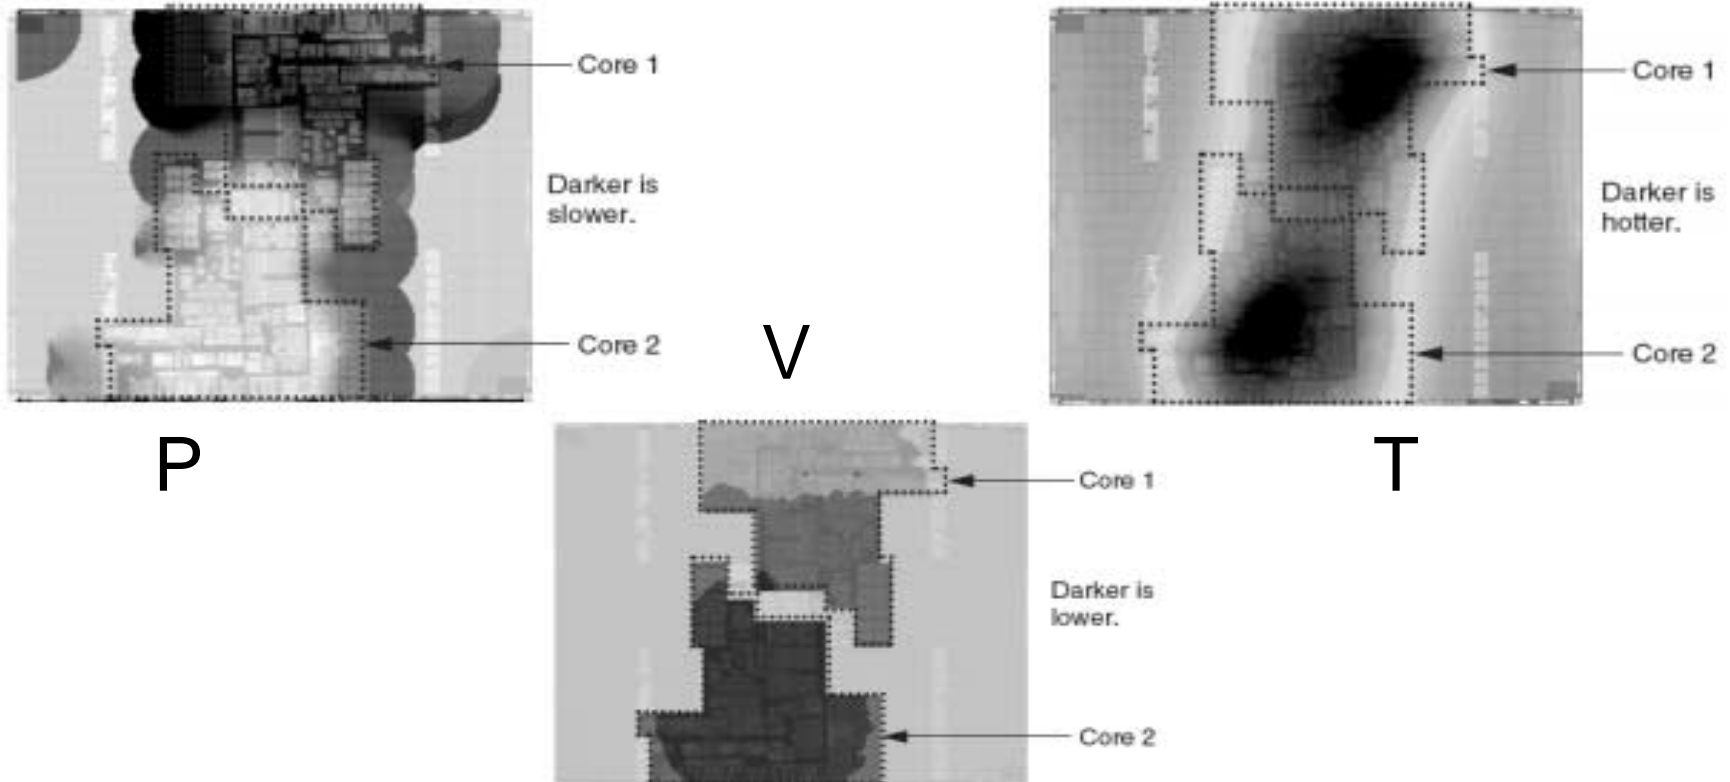 Core 1
Darker is
slower.
Core 2
P
V
Core 1
Darker is
lower.
Core 2
Core 1
Darker is
hotter.
Core 2
T